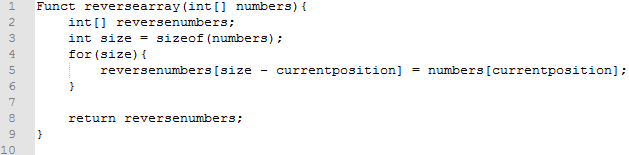 1 Funct reversearray(int[] numbers){
2 int[] reversenumbers;
3 int size = sizeof(numbers);
4 for(size){
5 reversenumbers[size - currentposition] = numbers[currentposition];
6 }
7
8 return reversenumbers;
9 }
10